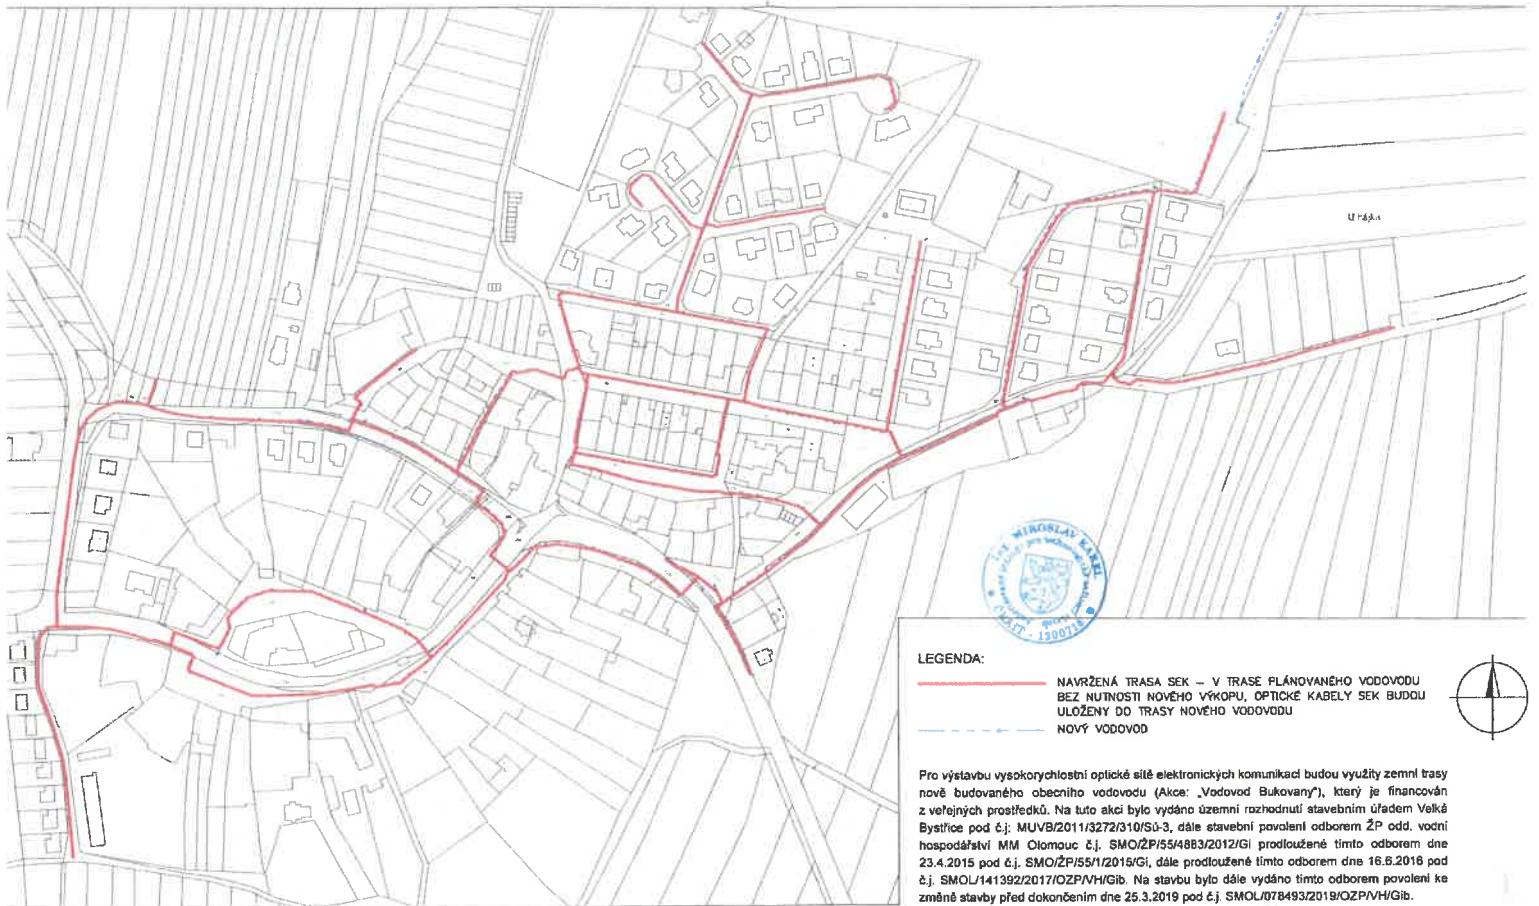 U hájku
MIROSLAV KAREL
ČKAIT - 1200718
LEGENDA:
NAVRŽENÁ TRASA SEK – V TRASE PLÁNOVANÉHO VODOVODU
BEZ NUTNOSTI NOVÉHO VÝKOPU, OPTICKÉ KABELY SEK BUDOU
ULOŽENY DO TRASY NOVÉHO VODOVODU
NOVÝ VODOVOD
Pro výstavbu vysokorychlostní optické sítě elektronických komunikací budou využity zemní trasy
nově budovaného obecního vodovodu (Akce: „Vodovod Bukovany"), který je financován
z veřejných prostředků. Na tuto akci bylo vydáno územní rozhodnutí stavebním úřadem Velká
Bystřice pod č.j: MUVB/2011/3272/310/Sú-3, dále stavební povolení odborem ŽP odd. vodní
hospodářství MM Olomouc č.j. SMO/ŽP/55/4883/2012/Gi prodloužené tímto odborem dne
23.4.2015 pod č.j. SMO/ŽP/55/1/2015/Gi, dále prodloužené tímto odborem dne 16.6.2016 pod
č.j. SMOL/141392/2017/OZP/VH/Gib. Na stavbu bylo dále vydáno tímto odborem povolení ke
změně stavby před dokončením dne 25.3.2019 pod č.j. SMOL/078493/2019/OZP/VH/Gib.